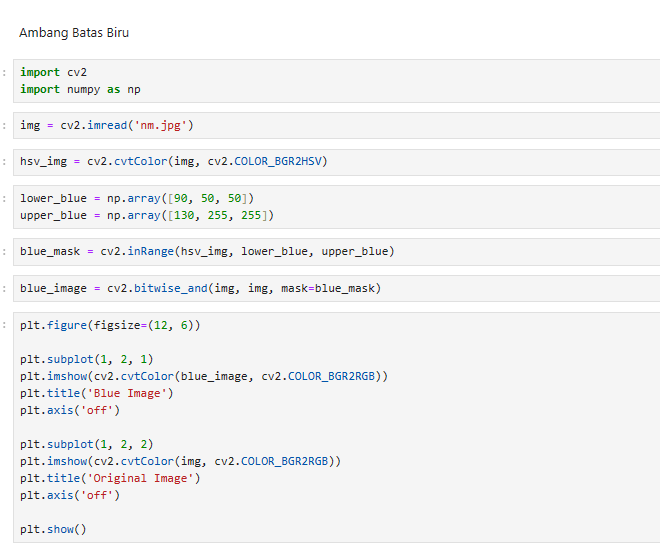 Ambang Batas Biru
import cv2
import numpy as np
img = cv2.imread('nm.jpg')
hsv_img = cv2.cvtColor(img, cv2.COLOR_BGR2HSV)
lower_blue = np.array([90, 50, 50])
upper_blue = np.array([130, 255, 255])
blue_mask = cv2.inRange(hsv_img, lower_blue, upper_blue)
blue_image = cv2.bitwise_and(img, img, mask=blue_mask)
plt.figure(figsize=(12, 6))
plt.subplot(1, 2, 1)
plt.imshow(cv2.cvtColor(blue_image, cv2.COLOR_BGR2RGB))
plt.title('Blue Image')
plt.axis('off')
plt.subplot(1, 2, 2)
plt.imshow(cv2.cvtColor(img, cv2.COLOR_BGR2RGB))
plt.title('Original Image')
plt.axis('off')
plt.show()